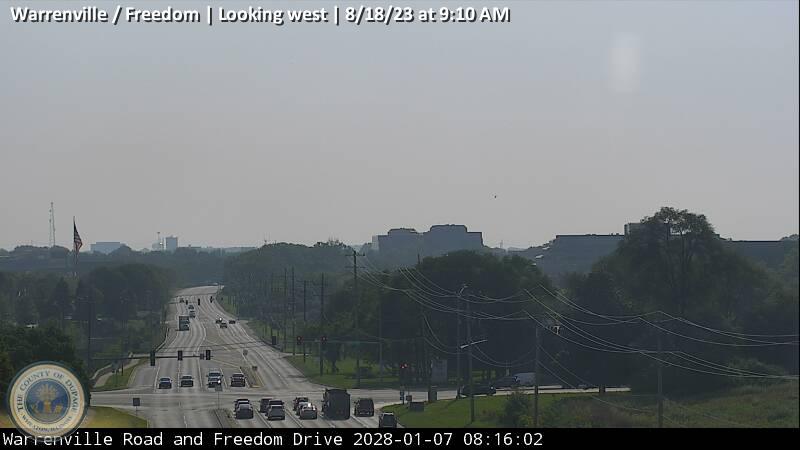 Warrenville / Freedom | Looking west | 8/18/23 at 9:10 AM
THE COUNTY OF DUPAGE
Warrenville Road and Freedom Drive 2028-01-07 08:16:02